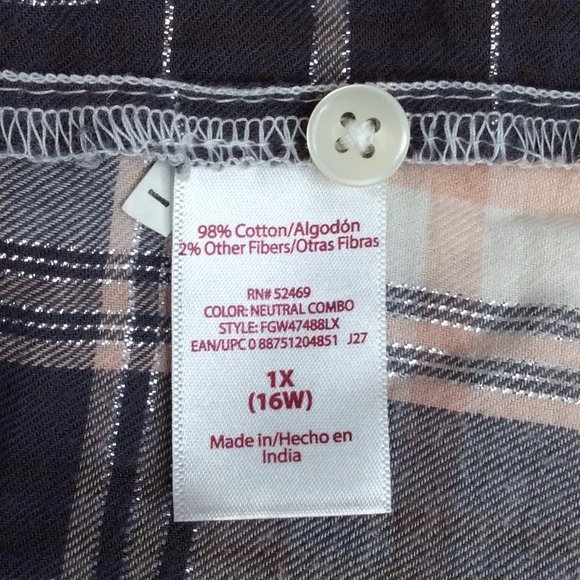 98% Cotton/Algodón
2% Other Fibers/Otras Fibras
RN# 52469
COLOR: NEUTRAL COMBO
STYLE: FGW47488LX
EAN/UPC 0 88751204851 J27
1X
(16W)
Made in/Hecho en
India